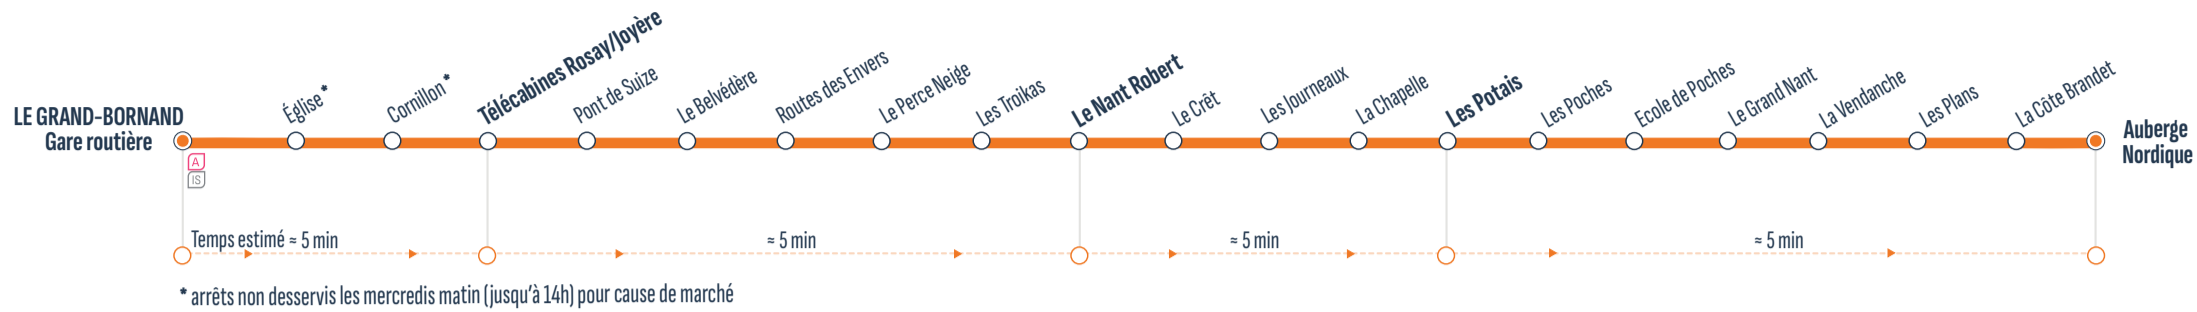 LE GRAND-BORNAND
Gare routière
Église*
Cornillon*
Télécabines Rosay/Joyère
Pont de Suize
Le Belvédère
Routes des Envers
Le Perce Neige
Les Troikas
Le Nant Robert
Le Crêt
Les Journeaux
La Chapelle
Les Potais
Les Poches
Ecole de Poches
Le Grand Nant
La Vendanche
Les Plans
La Côte Brandet
Auberge
Nordique
A
IS
Temps estimé ≈ 5 min
≈ 5 min
≈ 5 min
≈ 5 min
* arrêts non desservis les mercredis matin (jusqu'à 14h) pour cause de marché